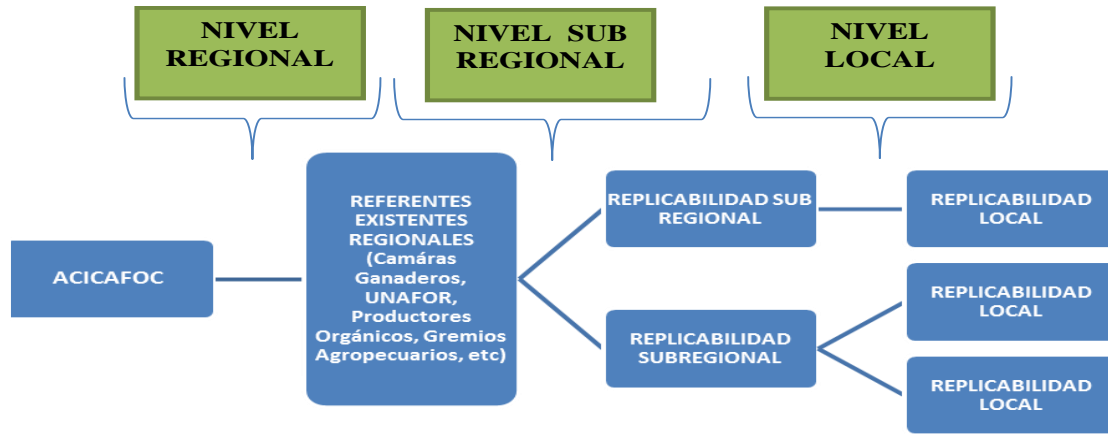 NIVEL
REGIONAL
NIVEL SUB
REGIONAL
NIVEL
LOCAL
ACICAFOC
REFERENTES
EXISTENTES
REGIONALES
(Camáras
Ganaderos,
UNAFOR,
Productores
Orgánicos, Gremios
Agropecuarios, etc)
REPLICABILIDAD SUB
REGIONAL
REPLICABILIDAD
SUBREGIONAL
REPLICABILIDAD
LOCAL
REPLICABILIDAD
LOCAL
REPLICABILIDAD
LOCAL